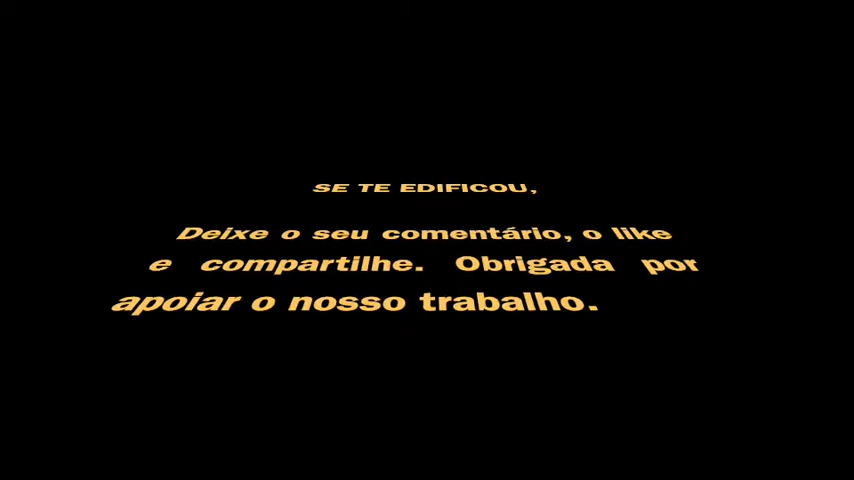 SE TE EDIFICOU,
Deixe o seu comentário, o like
e compartilhe. Obrigada por
apoiar o nosso trabalho.